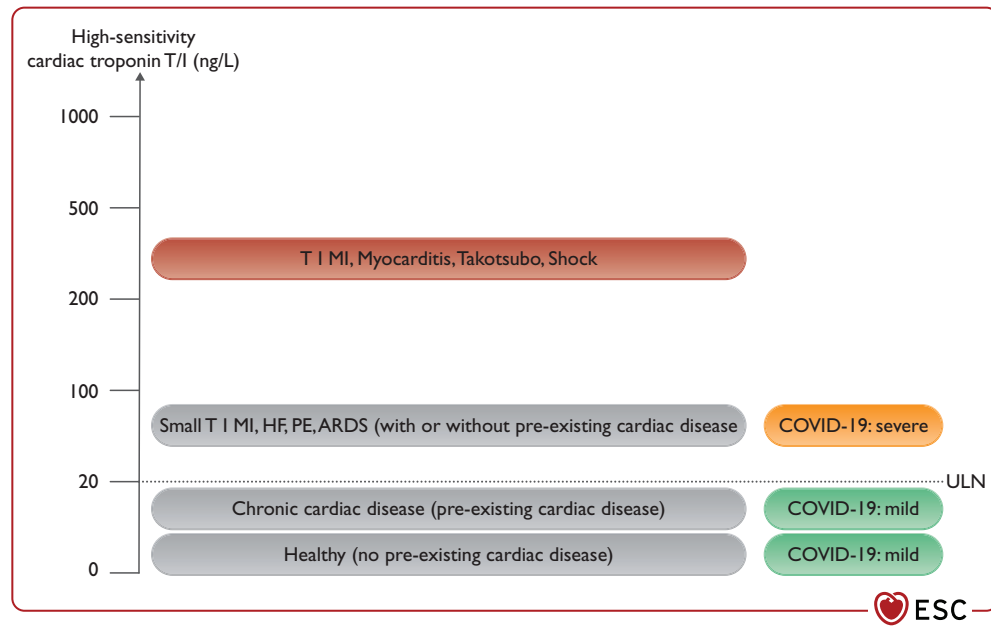 High-sensitivity
cardiac troponin T/I (ng/L)
1000
500
T 1 MI, Myocarditis, Takotsubo, Shock
200
100
Small T 1 MI, HF, PE, ARDS (with or without pre-existing cardiac disease
COVID-19: severe
20
ULN
Chronic cardiac disease (pre-existing cardiac disease)
COVID-19: mild
Healthy (no pre-existing cardiac disease)
COVID-19: mild
0
ESC